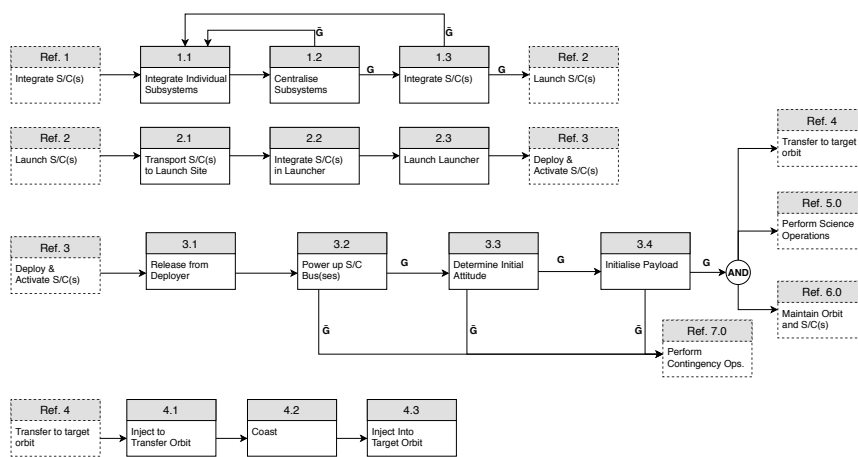 G̅
G̅
Ref. 1
1.1
1.2
1.3
Ref. 2
Integrate S/C(s)
Integrate Individual
Subsystems
Centralise
Subsystems
G
Integrate S/C(s)
G
Launch S/C(s)
Ref. 2
2.1
2.2
2.3
Ref. 3
Launch S/C(s)
Transport S/C(s)
to Launch Site
Integrate S/C(s)
in Launcher
Launch Launcher
Deploy &
Activate S/C(s)
Ref. 4
Transfer to target
orbit
Ref. 5.0
Perform Science
Operations
Ref. 3
3.1
3.2
3.3
3.4
Deploy &
Activate S/C(s)
Release from
Deployer
Power up S/C
Bus(ses)
G
Determine Initial
Attitude
G
Initialise Payload
G
AND
Ref. 6.0
Maintain Orbit
and S/C(s)
G̅
G̅
G̅
Ref. 7.0
Perform
Contingency Ops.
Ref. 4
4.1
4.2
4.3
Transfer to target
orbit
Inject to
Transfer Orbit
Coast
Inject Into
Target Orbit